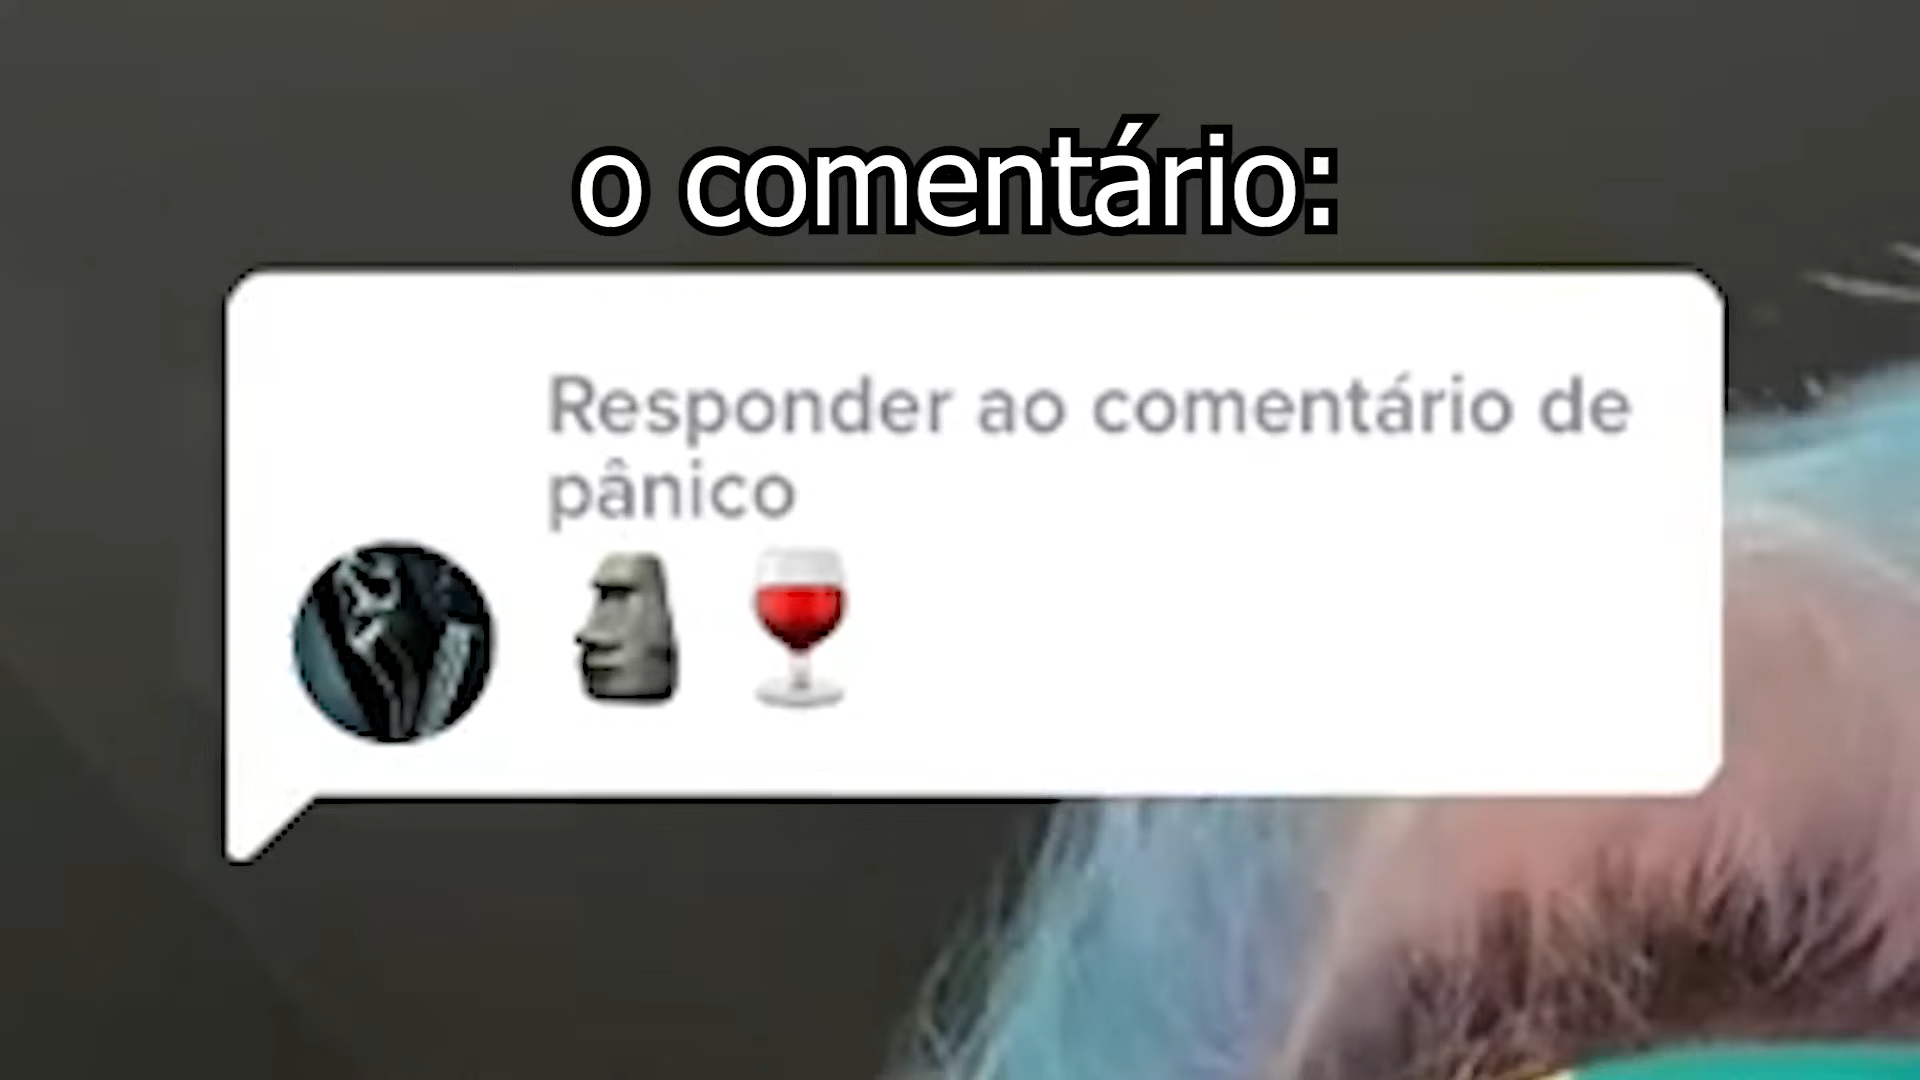 o comentário:
Responder ao comentário de
pânico
🗿 🍷